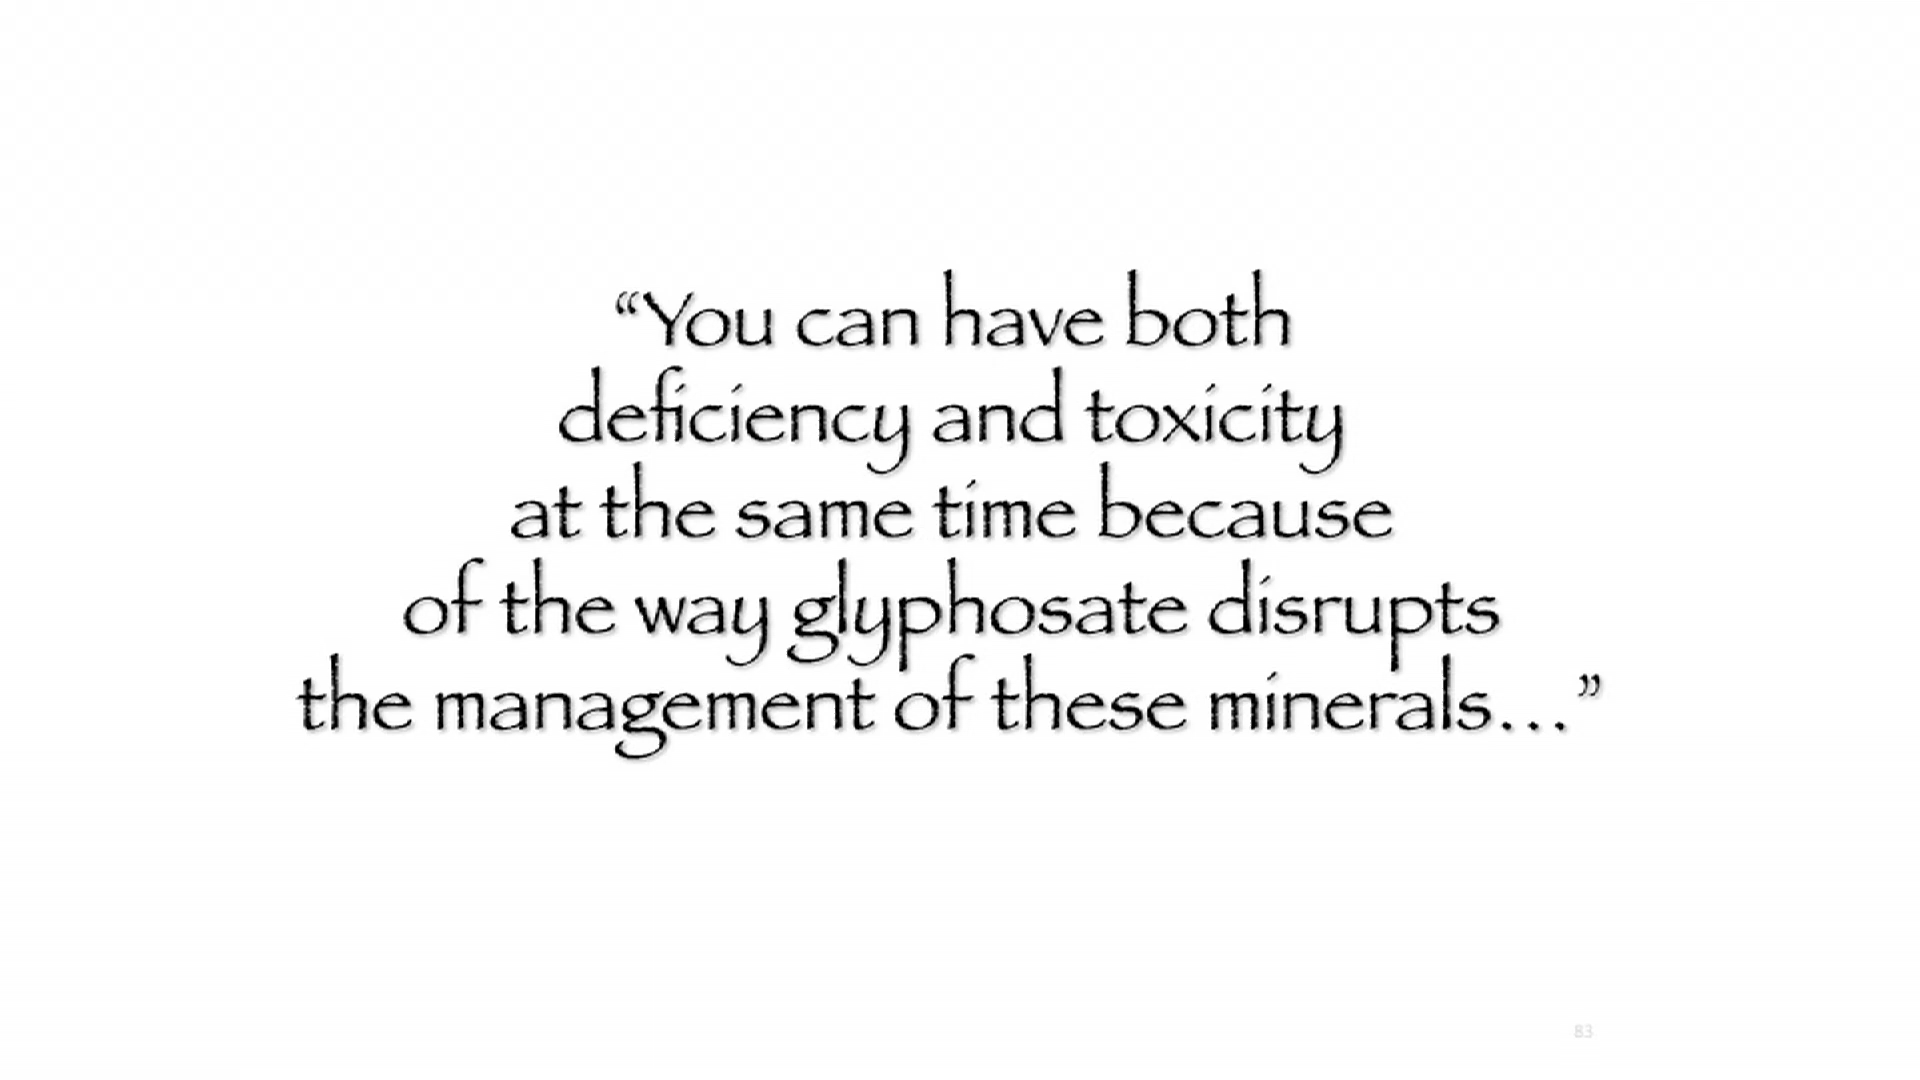 “You can have both
deficiency and toxicity
at the same time because
of the way glyphosate disrupts
the management of these minerals...”
83